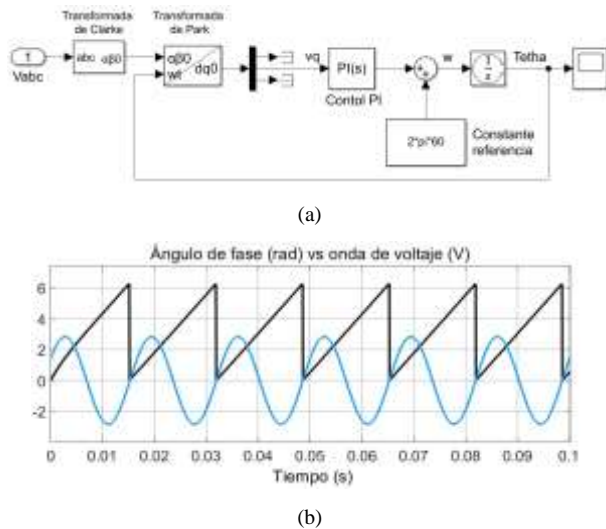 Transformada
de Clarke
Transformada
de Park
1
Vabc
abc
αβ0
αβ0
wt
dq0
vq
PI(s)
Contol PI
w
1
z
Tetha
2*pi*60
Constante
referencia
(a)
Ángulo de fase (rad) vs onda de voltaje (V)
6
4
2
0
-2
0 0.01 0.02 0.03 0.04 0.05 0.06 0.07 0.08 0.09 0.1
Tiempo (s)
(b)